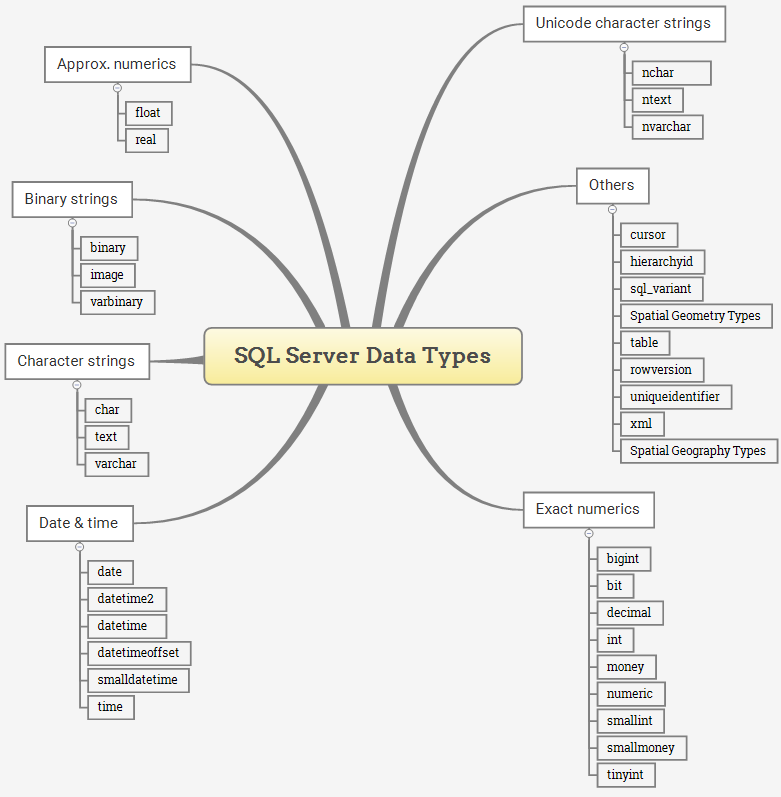 SQL Server Data Types
Approx. numerics
float
real
Binary strings
binary
image
varbinary
Character strings
char
text
varchar
Date & time
date
datetime2
datetime
datetimeoffset
smalldatetime
time
Unicode character strings
nchar
ntext
nvarchar
Others
cursor
hierarchyid
sql_variant
Spatial Geometry Types
table
rowversion
uniqueidentifier
xml
Spatial Geography Types
Exact numerics
bigint
bit
decimal
int
money
numeric
smallint
smallmoney
tinyint